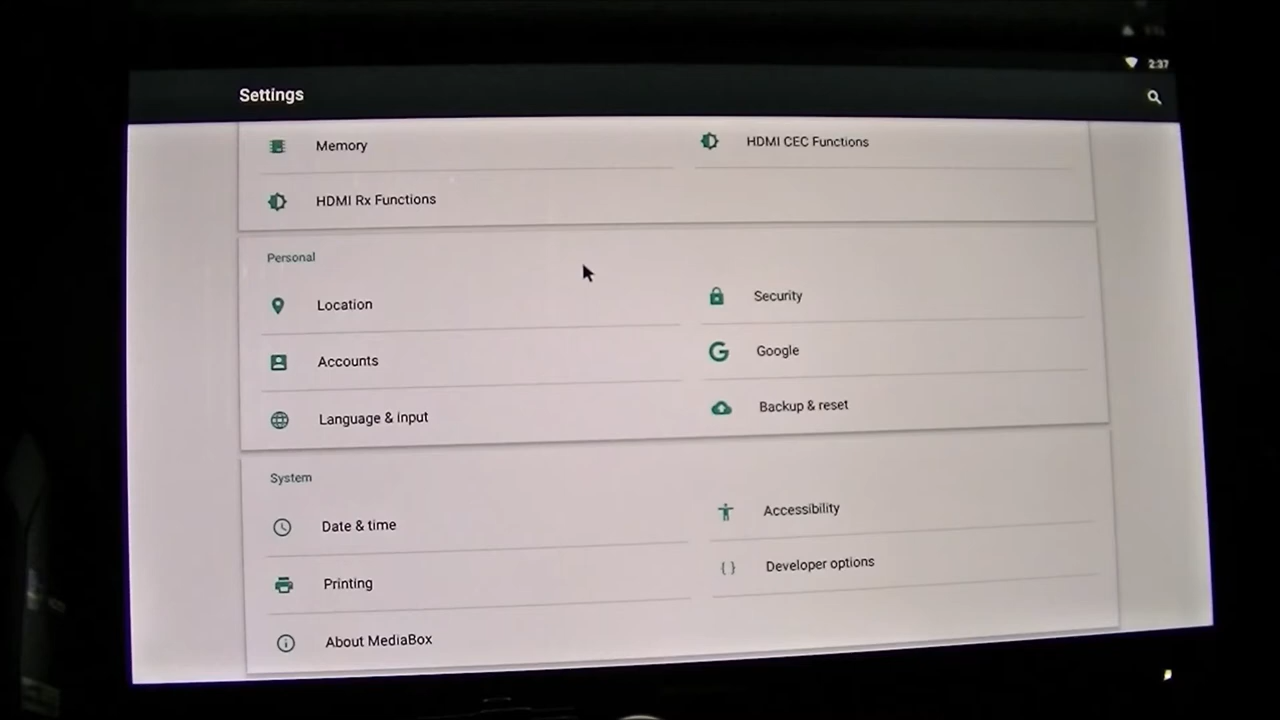 2:37
Settings
Memory
HDMI CEC Functions
HDMI Rx Functions
Personal
Location
Security
Accounts
Google
Language & input
Backup & reset
System
Date & time
Accessibility
Printing
Developer options
About MediaBox